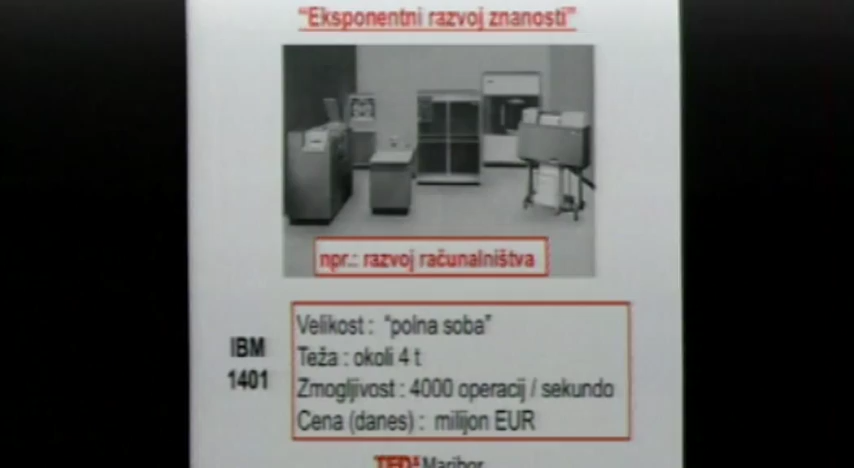 “Eksponentni razvoj znanosti”
npr.: razvoj računalništva
IBM
1401
Velikost : “polna soba”
Teža : okoli 4 t
Zmogljivost : 4000 operacij / sekundo
Cena (danes) : milijon EUR
TEDx Maribor